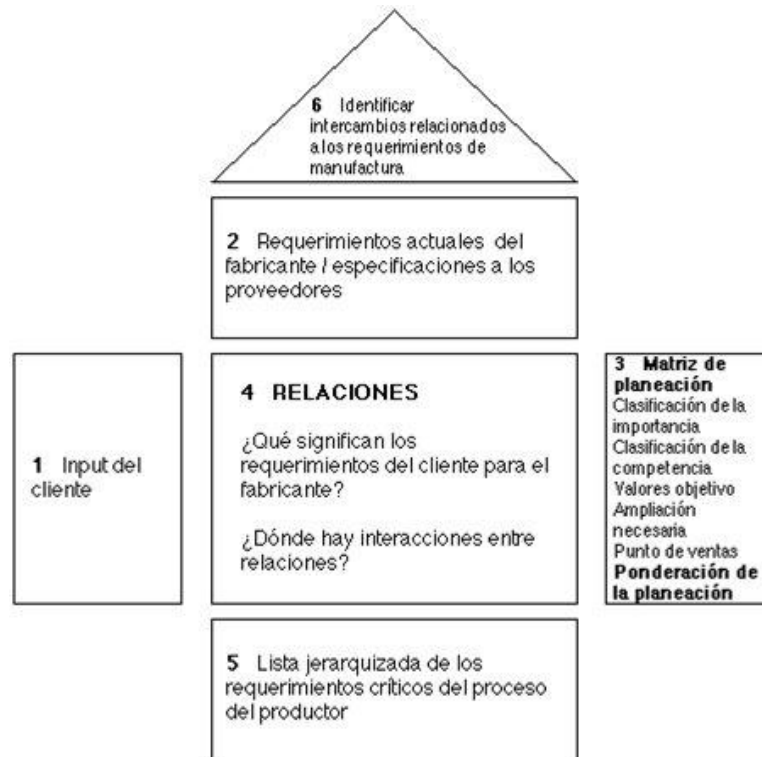 6 Identificar
intercambios relacionados
a los requerimientos de
manufactura
2 Requerimientos actuales del
fabricante / especificaciones a los
proveedores
1 Input del
cliente
4 RELACIONES
¿Qué significan los
requerimientos del cliente para el
fabricante?
¿Dónde hay interacciones entre
relaciones?
3 Matriz de
planeación
Clasificación de la
importancia
Clasificación de la
competencia
Valores objetivo
Ampliación
necesaria
Punto de ventas
Ponderación de
la planeación
5 Lista jerarquizada de los
requerimientos críticos del proceso
del productor